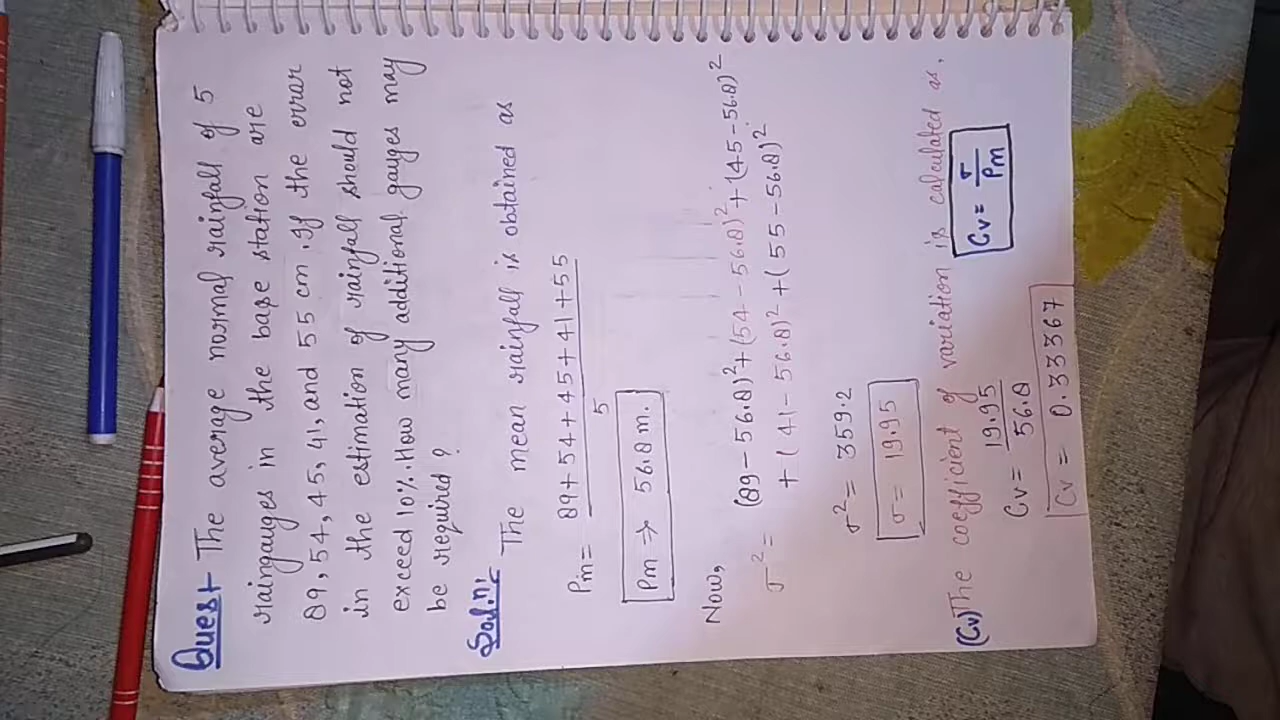 Quest → The average normal rainfall of 5
raingauges in the base station are
89, 54, 45, 41, and 55 cm. If the error
in the estimation of rainfall should not
exceed 10%. How many additional gauges may
be required ?
Sol.n:- The mean rainfall is obtained as
Pm = 89+54+45+41+55 / 5
Pm → 56.8 m.
Now,
σ² = (89-56.8)²+(54-56.8)²+(45-56.8)²
+(41-56.8)²+(55-56.8)²
σ² = 359.2
σ = 19.95
(Cv) The coefficient of variation is calculated as,
Cv = σ / Pm
Cv = 19.95 / 56.8
Cv = 0.33367